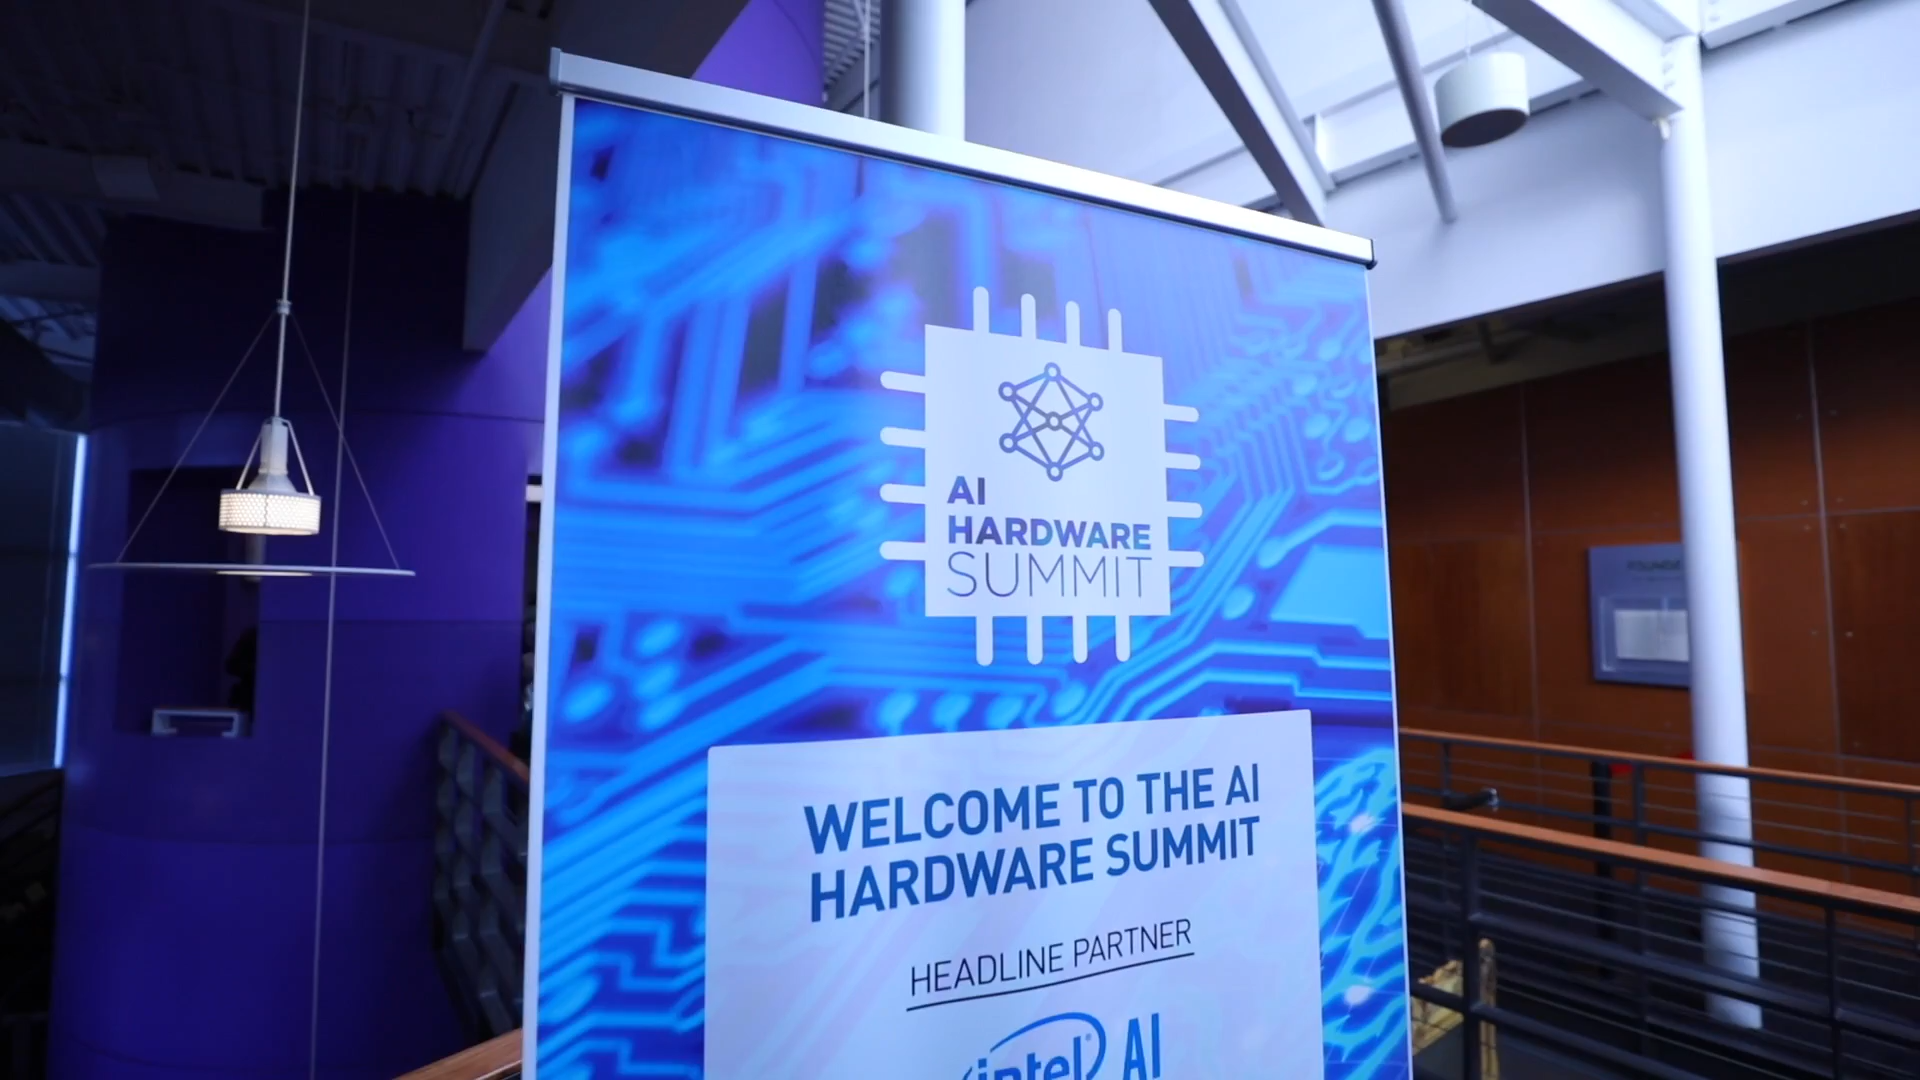 AI
HARDWARE
SUMMIT
WELCOME TO THE AI
HARDWARE SUMMIT
HEADLINE PARTNER
intel AI